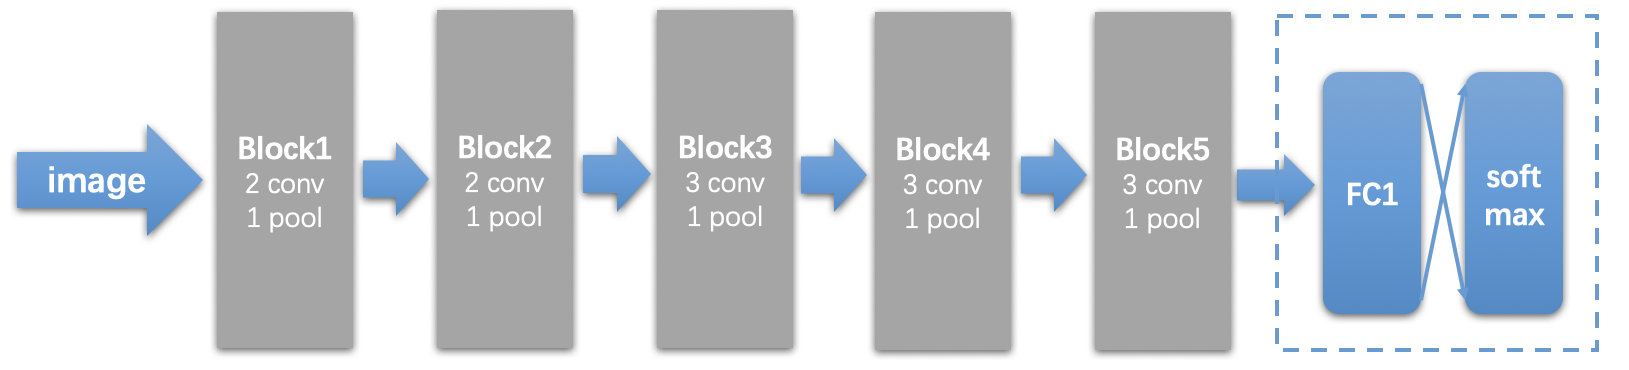 image
Block1
2 conv
1 pool
Block2
2 conv
1 pool
Block3
3 conv
1 pool
Block4
3 conv
1 pool
Block5
3 conv
1 pool
FC1
soft
max